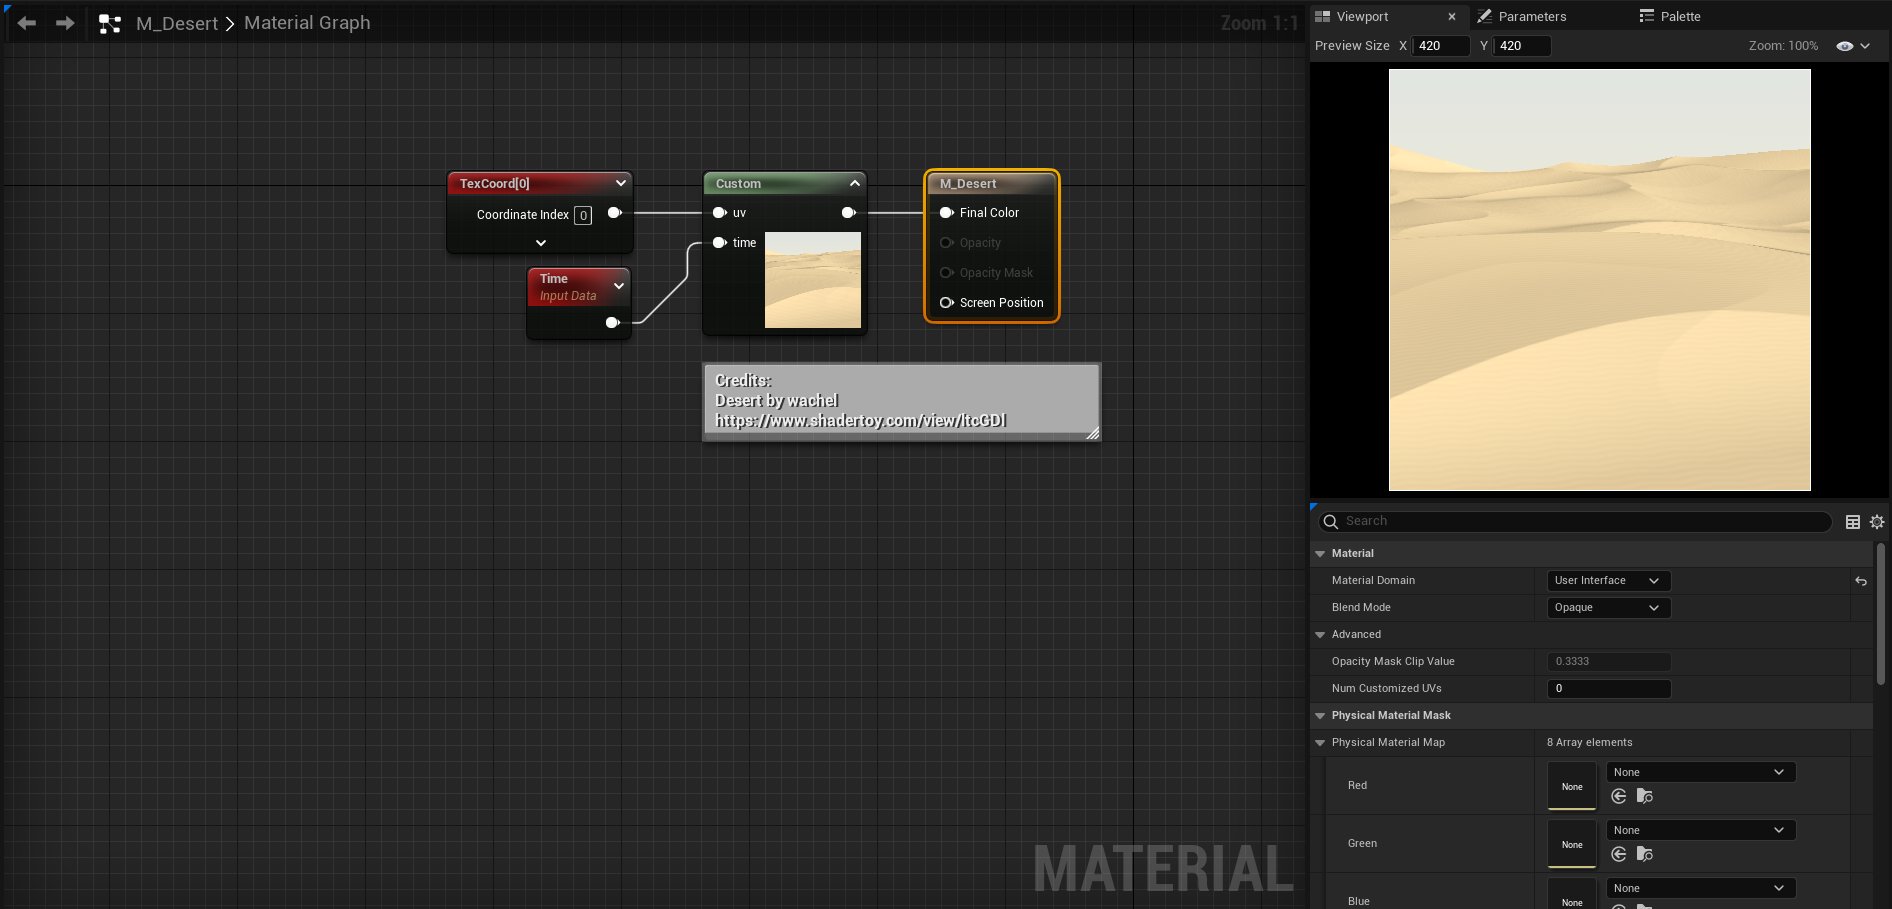 M_Desert > Material Graph
Zoom 1:1
TexCoord[0]
Coordinate Index 0
Time
Input Data
Custom
uv
time
M_Desert
Final Color
Opacity
Opacity Mask
Screen Position
Credits:
Desert by wachel
https://www.shadertoy.com/view/ltcGDl
MATERIAL
Viewport
Parameters
Palette
Preview Size X 420 Y 420
Zoom: 100%
Search
Material
Material Domain User Interface
Blend Mode Opaque
Advanced
Opacity Mask Clip Value 0.3333
Num Customized UVs 0
Physical Material Mask
Physical Material Map 8 Array elements
Red None None
Green None None
Blue None None